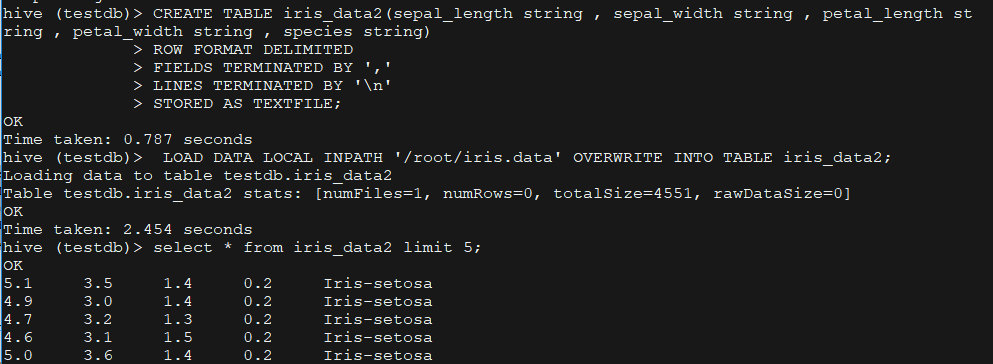 hive (testdb)> CREATE TABLE iris_data2(sepal_length string , sepal_width string , petal_length st
ring , petal_width string , species string)
> ROW FORMAT DELIMITED
> FIELDS TERMINATED BY ','
> LINES TERMINATED BY '\n'
> STORED AS TEXTFILE;
OK
Time taken: 0.787 seconds
hive (testdb)>  LOAD DATA LOCAL INPATH '/root/iris.data' OVERWRITE INTO TABLE iris_data2;
Loading data to table testdb.iris_data2
Table testdb.iris_data2 stats: [numFiles=1, numRows=0, totalSize=4551, rawDataSize=0]
OK
Time taken: 2.454 seconds
hive (testdb)> select * from iris_data2 limit 5;
OK
5.1 3.5 1.4 0.2 Iris-setosa
4.9 3.0 1.4 0.2 Iris-setosa
4.7 3.2 1.3 0.2 Iris-setosa
4.6 3.1 1.5 0.2 Iris-setosa
5.0 3.6 1.4 0.2 Iris-setosa